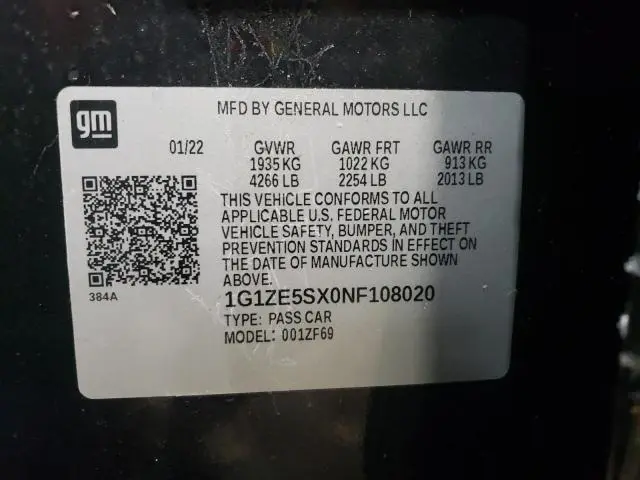 gm
MFD BY GENERAL MOTORS LLC
01/22 GVWR GAWR FRT GAWR RR
1935 KG 1022 KG 913 KG
4266 LB 2254 LB 2013 LB
THIS VEHICLE CONFORMS TO ALL
APPLICABLE U.S. FEDERAL MOTOR
VEHICLE SAFETY, BUMPER, AND THEFT
PREVENTION STANDARDS IN EFFECT ON
THE DATE OF MANUFACTURE SHOWN
ABOVE.
384A
1G1ZE5SX0NF108020
TYPE: PASS CAR
MODEL: 001ZF69